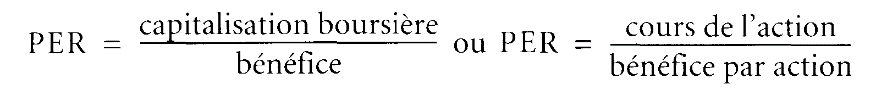 PER = capitalisation boursière / bénéfice ou PER = cours de l'action / bénéfice par action